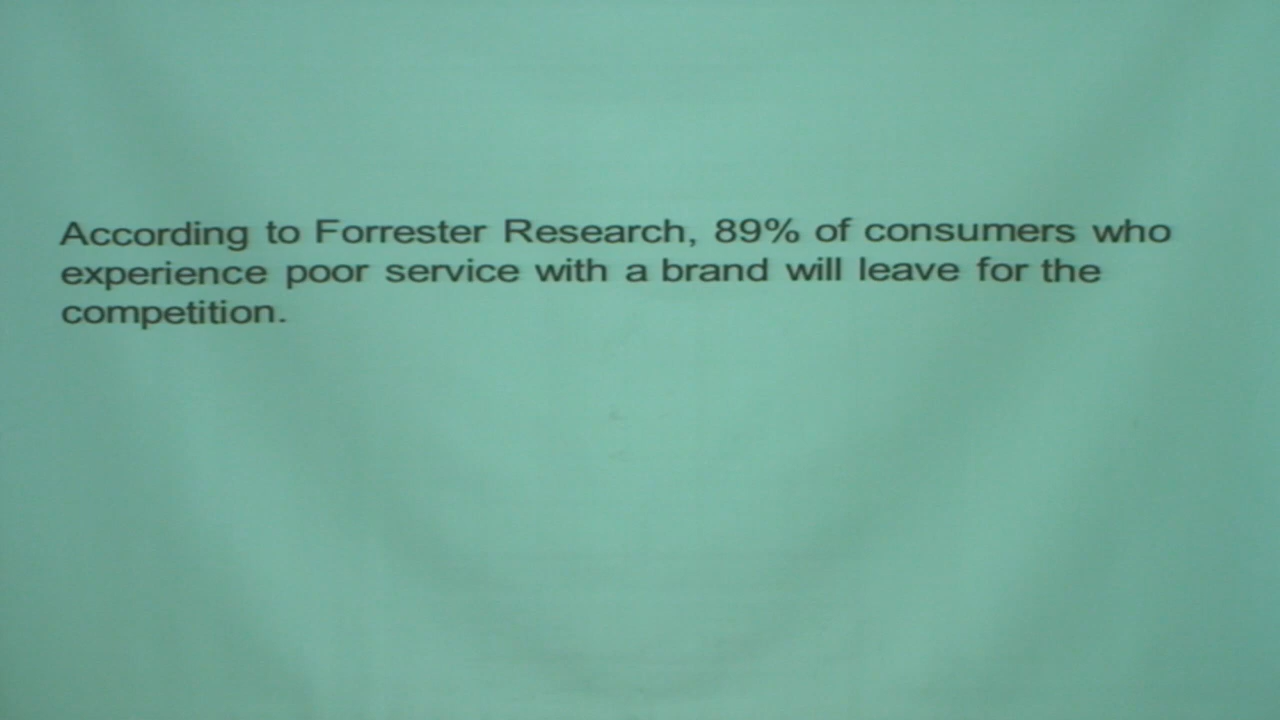 According to Forrester Research, 89% of consumers who
experience poor service with a brand will leave for the
competition.